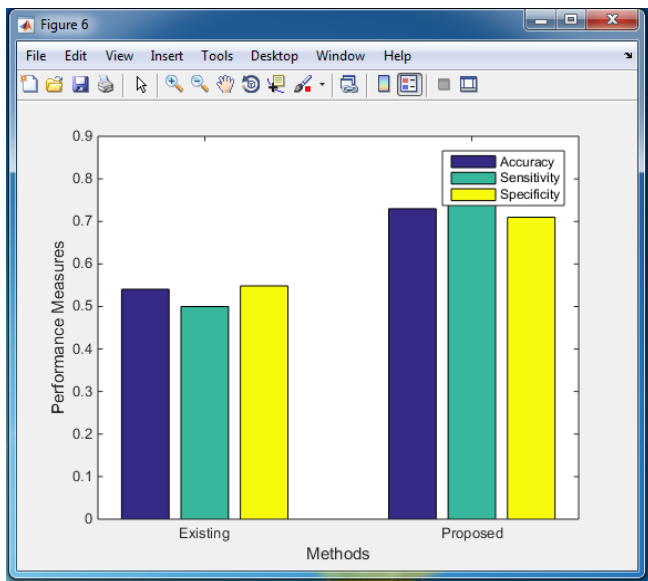 Figure 6
File Edit View Insert Tools Desktop Window Help
0.9
0.8
0.7
0.6
0.5
0.4
0.3
0.2
0.1
0
Performance Measures
Accuracy
Sensitivity
Specificity
Existing Proposed
Methods